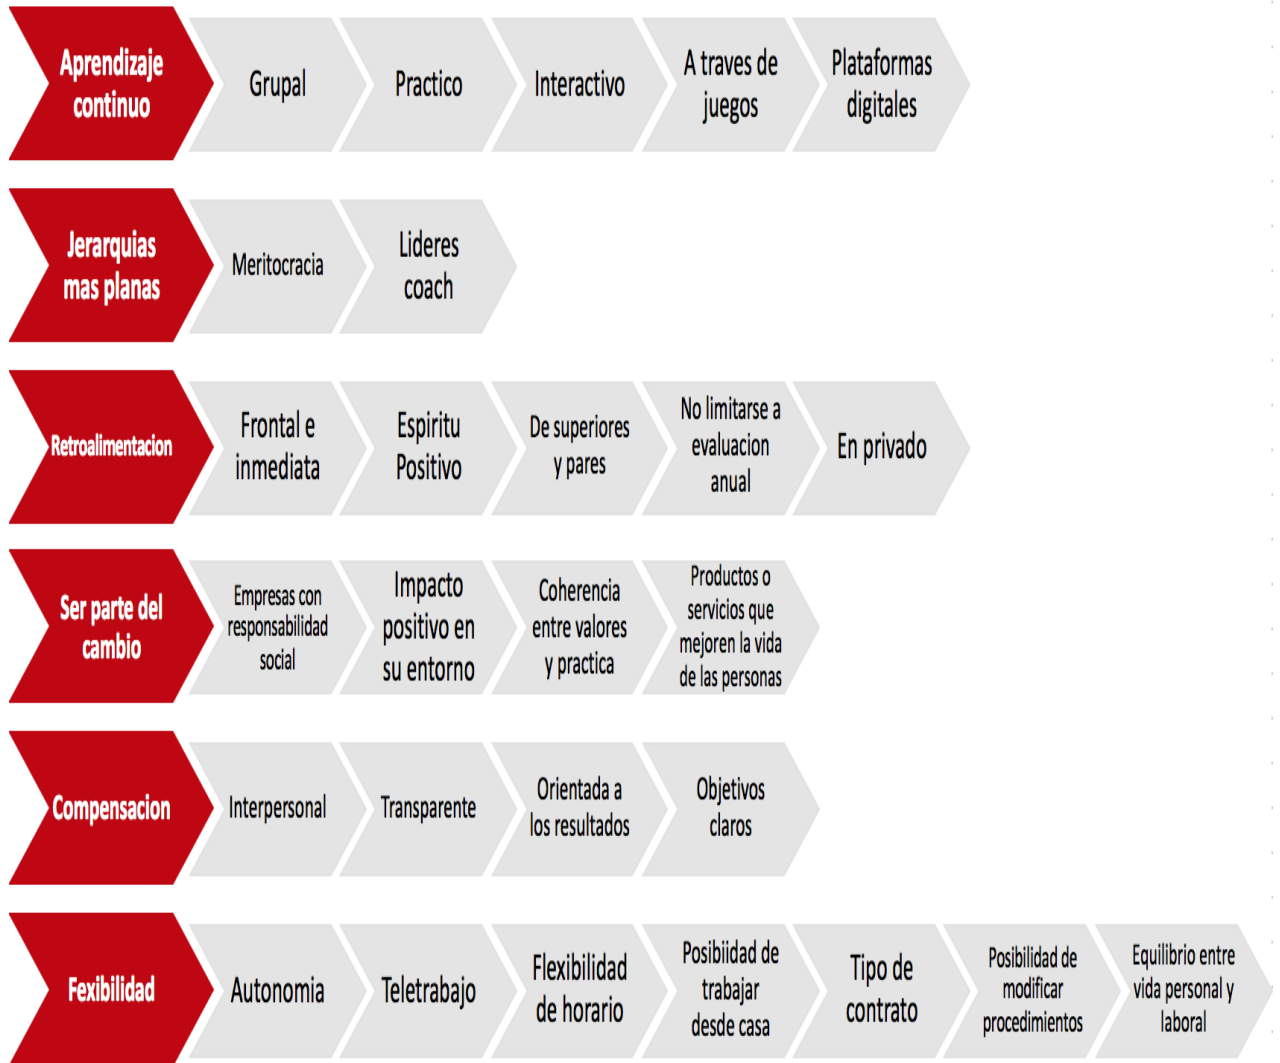 Aprendizaje
continuo
Grupal
Practico
Interactivo
A traves de
juegos
Plataformas
digitales
Jerarquias
mas planas
Meritocracia
Lideres
coach
Retroalimentacion
Frontal e
inmediata
Espiritu
Positivo
De superiores
y pares
No limitarse a
evaluacion
anual
En privado
Ser parte del
cambio
Empresas con
responsabilidad
social
Impacto
positivo en
su entorno
Coherencia
entre valores
y practica
Productos o
servicios que
mejoren la vida
de las personas
Compensacion
Interpersonal
Transparente
Orientada a
los resultados
Objetivos
claros
Fexibilidad
Autonomia
Teletrabajo
Flexibilidad
de horario
Posibiidad de
trabajar
desde casa
Tipo de
contrato
Posibilidad de
modificar
procedimientos
Equilibrio entre
vida personal y
laboral